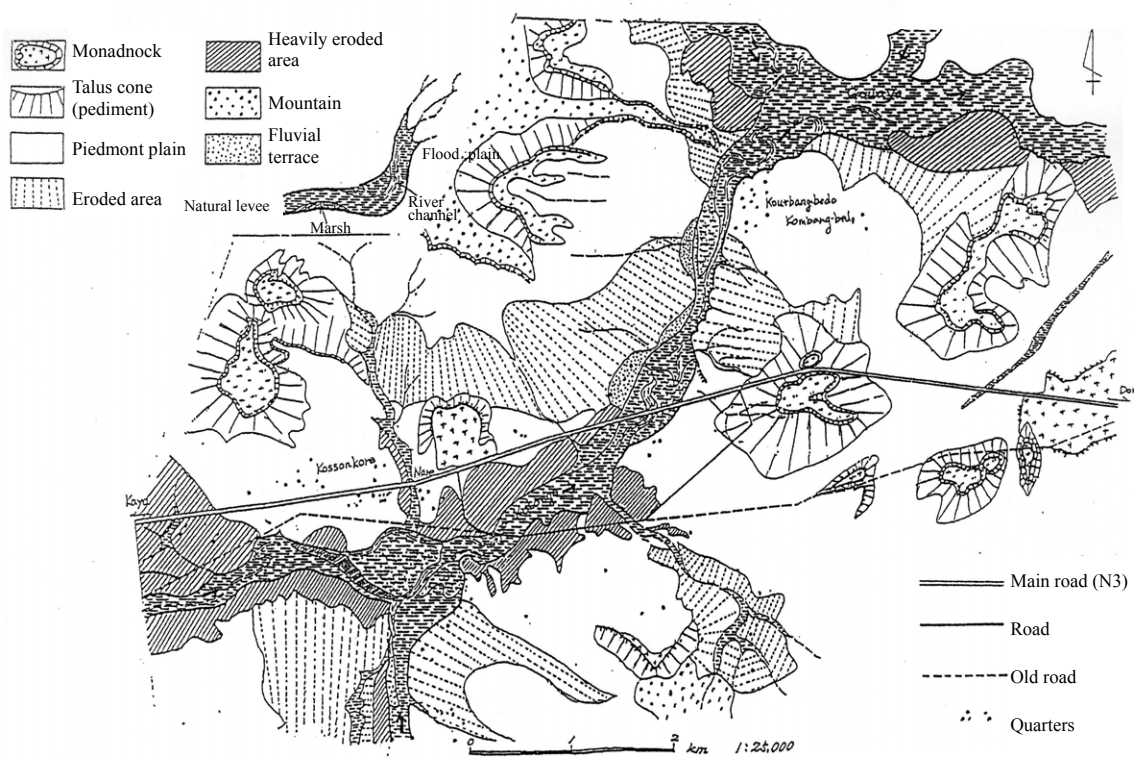 Monadnock
Talus cone
(pediment)
Piedmont plain
Eroded area
Heavily eroded
area
Mountain
Fluvial
terrace
Flood plain
Natural levee
River
channel
Marsh
Kourbangbedo
Kossonkore
Nare
Kaya
Main road (N3)
Road
Old road
Quarters
0 1 2 km 1:25,000